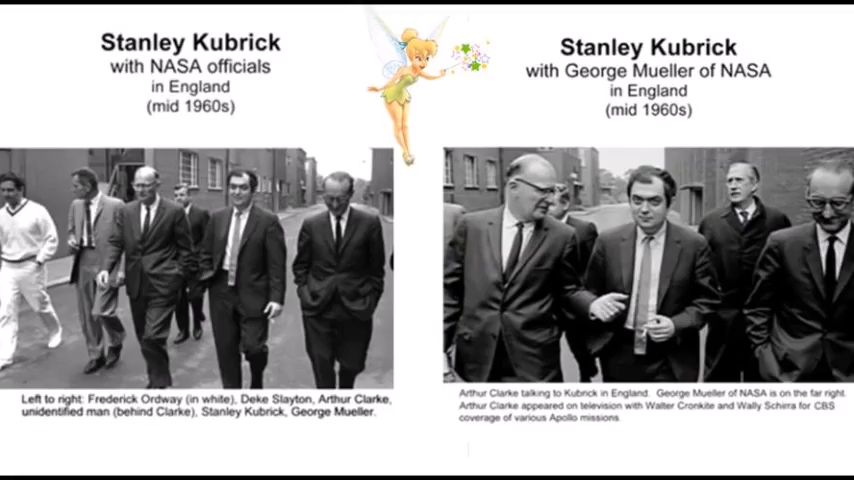 Stanley Kubrick
with NASA officials
in England
(mid 1960s)
Left to right: Frederick Ordway (in white), Deke Slayton, Arthur Clarke,
unidentified man (behind Clarke), Stanley Kubrick, George Mueller.
Stanley Kubrick
with George Mueller of NASA
in England
(mid 1960s)
Arthur Clarke talking to Kubrick in England. George Mueller of NASA is on the far right.
Arthur Clarke appeared on television with Walter Cronkite and Wally Schirra for CBS
coverage of various Apollo missions.